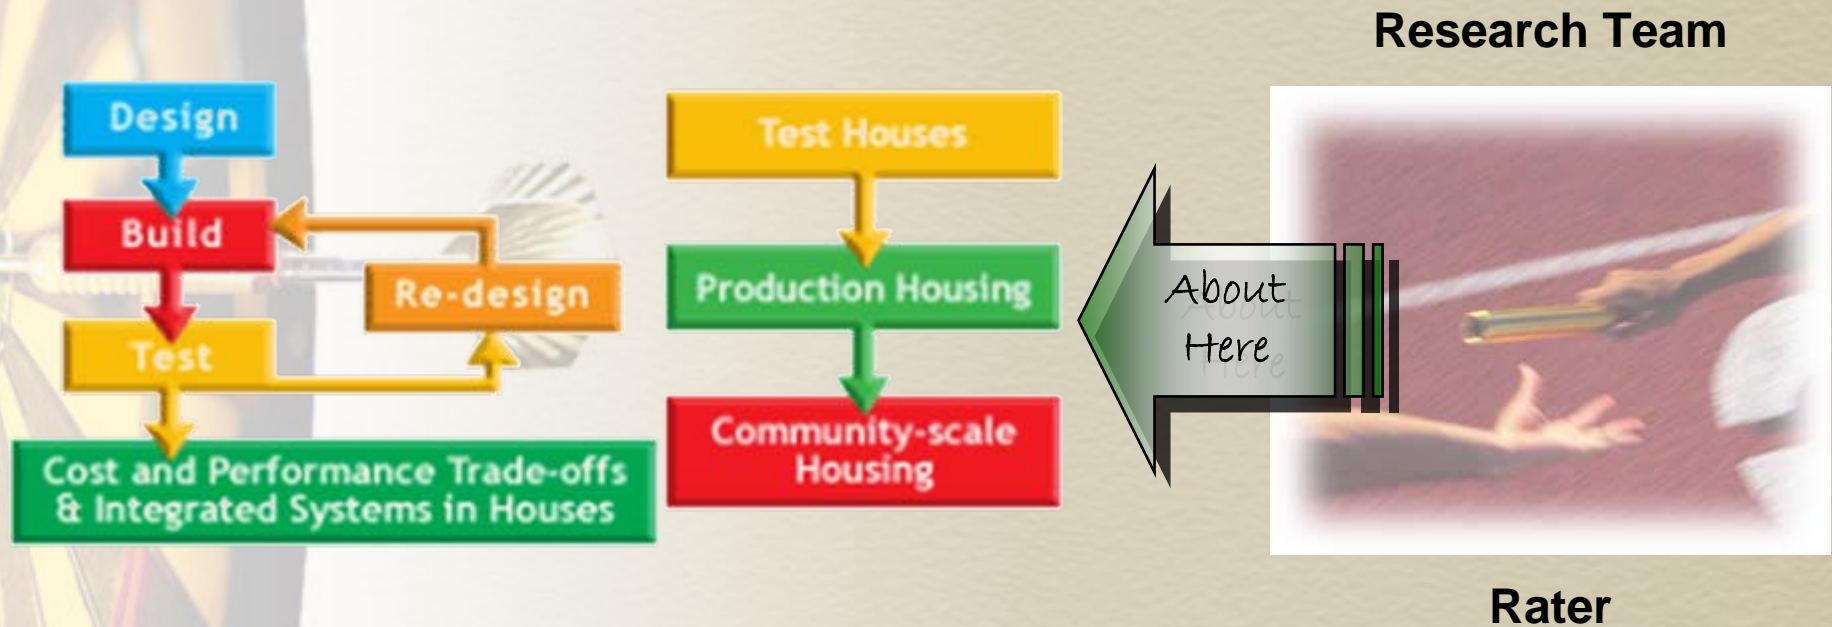 Research Team
Design
Build
Re-design
Test
Cost and Performance Trade-offs
& Integrated Systems in Houses
Test Houses
Production Housing
Community-scale
Housing
About
Here
Rater